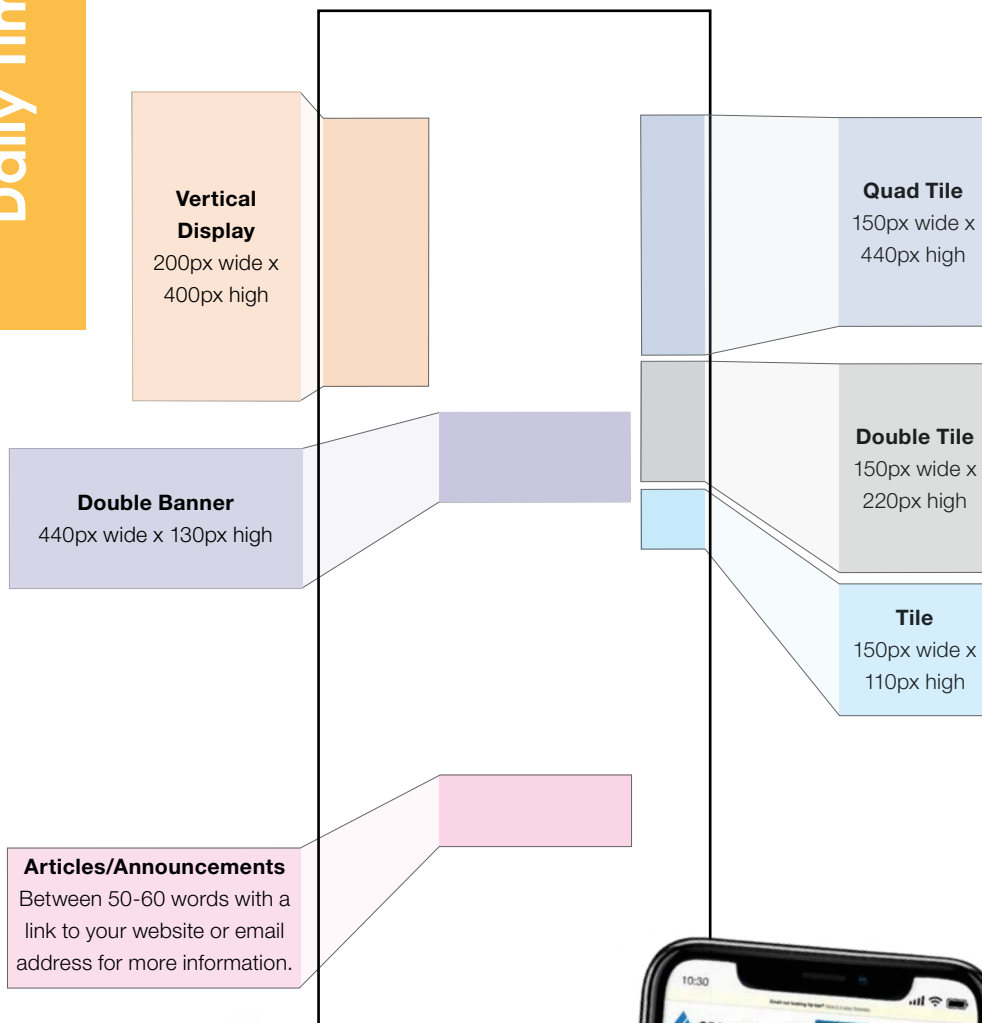 Daily
Vertical
Display
200px wide x
400px high
Quad Tile
150px wide x
440px high
Double Banner
440px wide x 130px high
Double Tile
150px wide x
220px high
Tile
150px wide x
110px high
Articles/Announcements
Between 50-60 words with a
link to your website or email
address for more information.
10:30